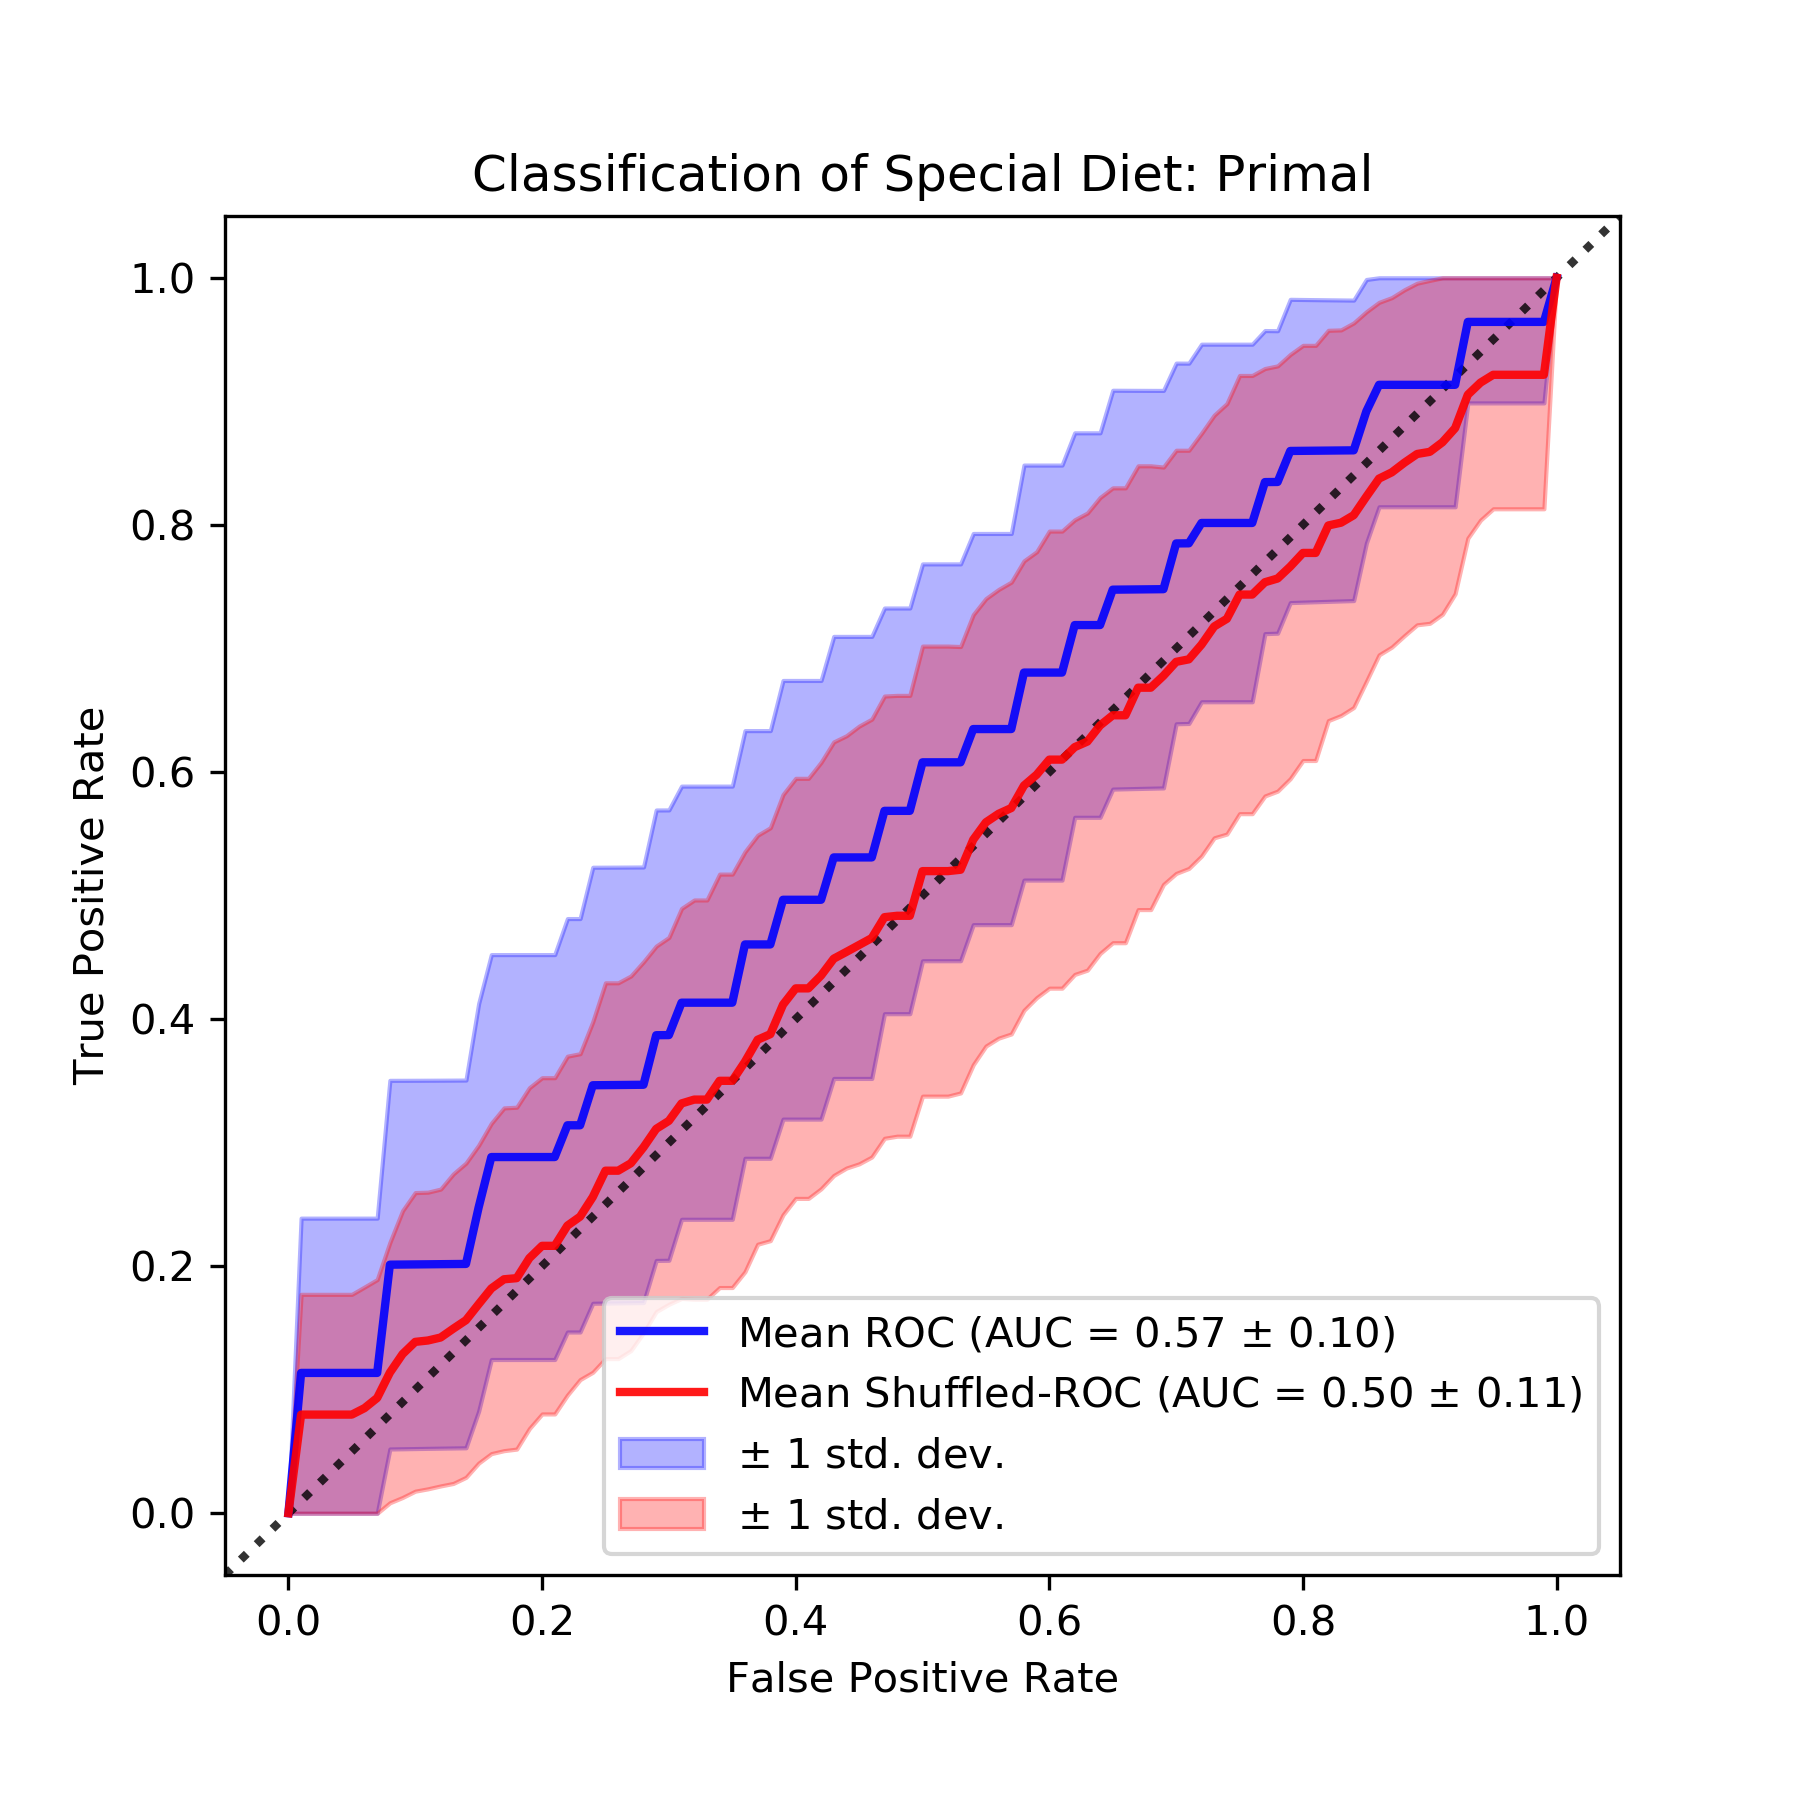 Classification of Special Diet: Primal
1.0
0.8
0.6
0.4
0.2
0.0
True Positive Rate
Mean ROC (AUC = 0.57 ± 0.10)
Mean Shuffled-ROC (AUC = 0.50 ± 0.11)
± 1 std. dev.
± 1 std. dev.
0.0 0.2 0.4 0.6 0.8 1.0
False Positive Rate